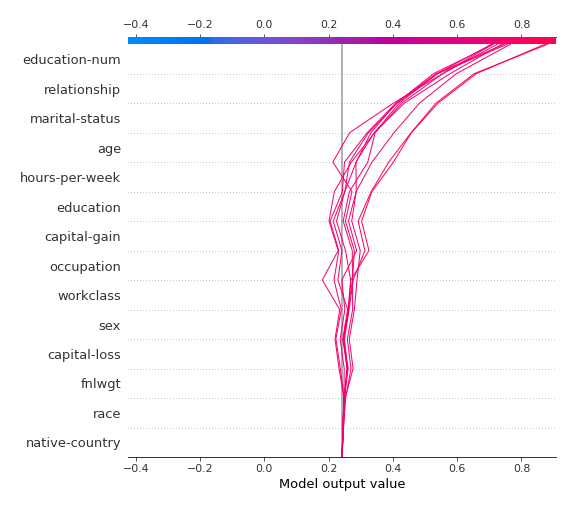 −0.4 −0.2 0.0 0.2 0.4 0.6 0.8
education-num
relationship
marital-status
age
hours-per-week
education
capital-gain
occupation
workclass
sex
capital-loss
fnlwgt
race
native-country
−0.4 −0.2 0.0 0.2 0.4 0.6 0.8
Model output value